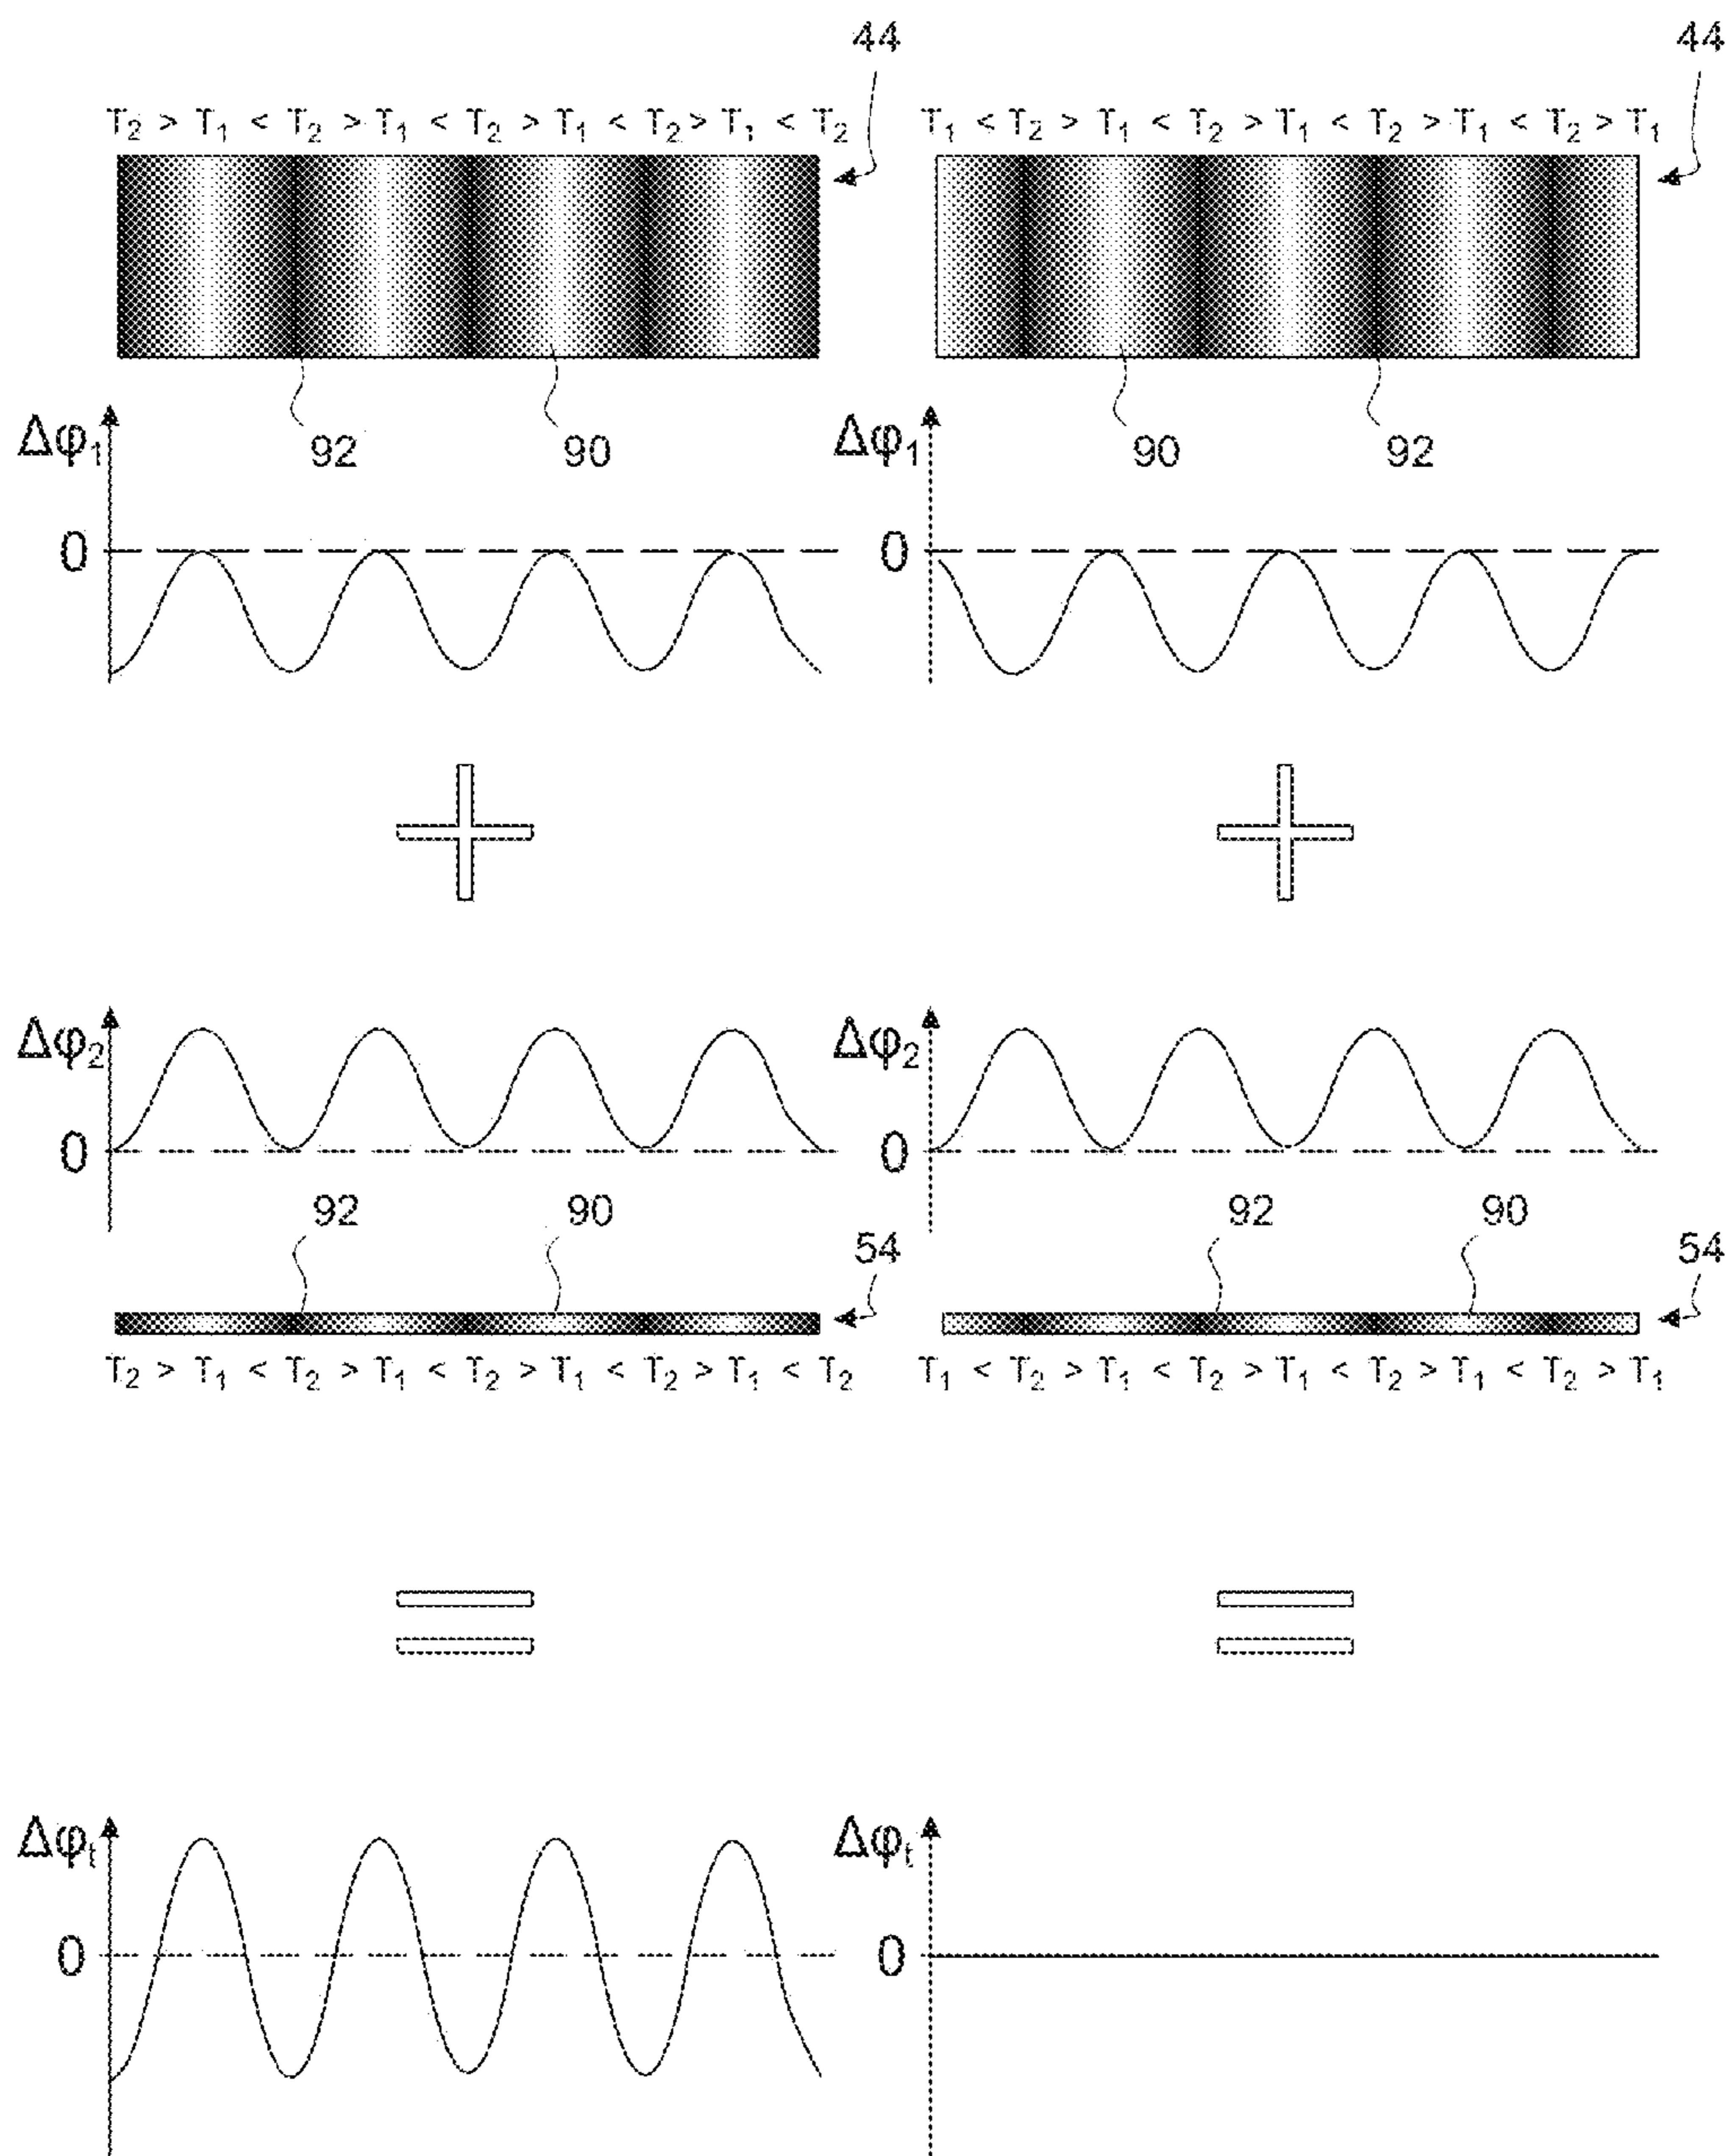 44 44
T₂ > T₁ < T₂ > T₁ < T₂ > T₁ < T₂ > T₁ < T₂ T₁ < T₂ > T₁ < T₂ > T₁ < T₂ > T₁ < T₂ > T₁
Δφ₁ 92 90 Δφ₁ 90 92
0 0
Δφ₂ Δφ₂
0 0
92 90 92 90
54 54
T₂ > T₁ < T₂ > T₁ < T₂ > T₁ < T₂ > T₁ < T₂ T₁ < T₂ > T₁ < T₂ > T₁ < T₂ > T₁ < T₂ > T₁
Δφₜ Δφₜ
0 0